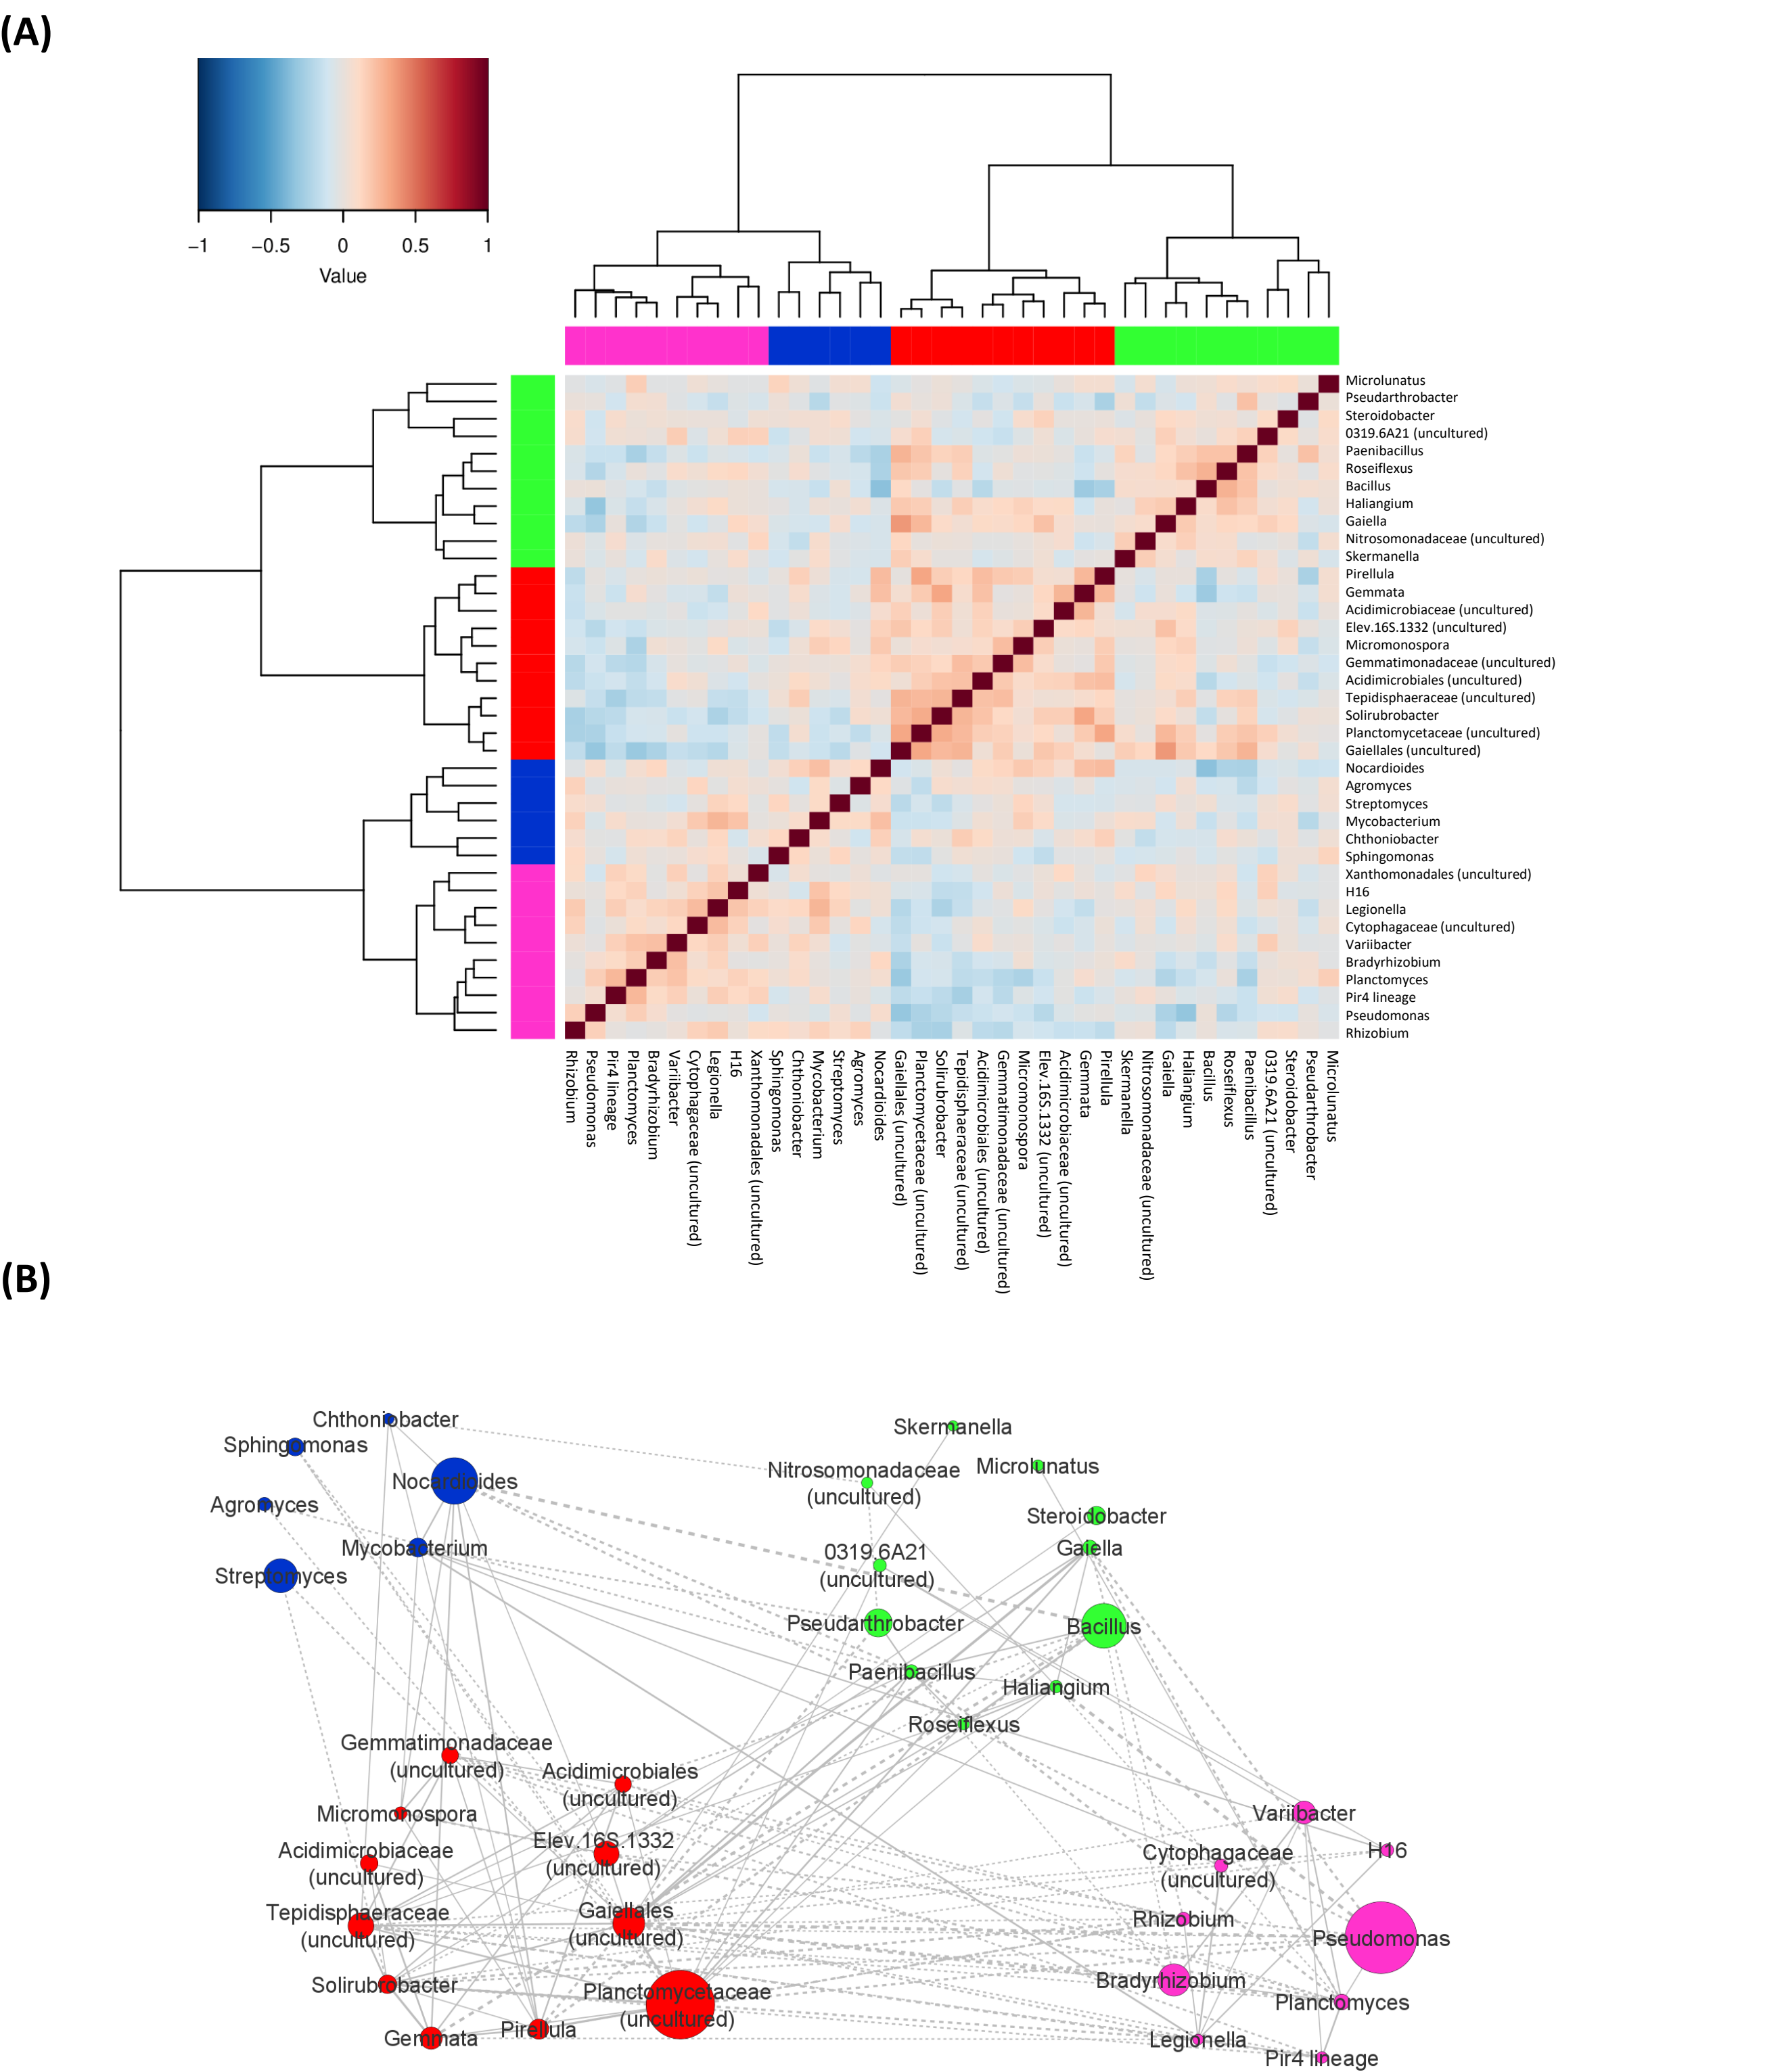 (A)
−1 −0.5 0 0.5 1
Value
Microlunatus
Pseudarthrobacter
Steroidobacter
0319.6A21 (uncultured)
Paenibacillus
Roseiflexus
Bacillus
Haliangium
Gaiella
Nitrosomonadaceae (uncultured)
Skermanella
Pirellula
Gemmata
Acidimicrobiaceae (uncultured)
Elev.16S.1332 (uncultured)
Micromonospora
Gemmatimonadaceae (uncultured)
Acidimicrobiales (uncultured)
Tepidisphaeraceae (uncultured)
Solirubrobacter
Planctomycetaceae (uncultured)
Gaiellales (uncultured)
Nocardioides
Agromyces
Streptomyces
Mycobacterium
Chthoniobacter
Sphingomonas
Xanthomonadales (uncultured)
H16
Legionella
Cytophagaceae (uncultured)
Variibacter
Bradyrhizobium
Planctomyces
Pir4 lineage
Pseudomonas
Rhizobium
Rhizobium
Pseudomonas
Pir4 lineage
Planctomyces
Bradyrhizobium
Variibacter
Cytophagaceae (uncultured)
Legionella
H16
Xanthomonadales (uncultured)
Sphingomonas
Chthoniobacter
Mycobacterium
Streptomyces
Agromyces
Nocardioides
Gaiellales (uncultured)
Planctomycetaceae (uncultured)
Solirubrobacter
Tepidisphaeraceae (uncultured)
Acidimicrobiales (uncultured)
Gemmatimonadaceae (uncultured)
Micromonospora
Elev.16S.1332 (uncultured)
Acidimicrobiaceae (uncultured)
Gemmata
Pirellula
Skermanella
Nitrosomonadaceae (uncultured)
Gaiella
Haliangium
Bacillus
Roseiflexus
Paenibacillus
0319.6A21 (uncultured)
Steroidobacter
Pseudarthrobacter
Microlunatus
(B)
Chthoniobacter
Sphingomonas
Nocardioides
Agromyces
Mycobacterium
Streptomyces
Skermanella
Nitrosomonadaceae
(uncultured)
Microlunatus
Steroidobacter
Gaiella
0319.6A21
(uncultured)
Pseudarthrobacter
Bacillus
Paenibacillus
Haliangium
Roseiflexus
Gemmatimonadaceae
(uncultured)
Acidimicrobiales
(uncultured)
Micromonospora
Acidimicrobiaceae
(uncultured)
Elev.16S.1332
(uncultured)
Tepidisphaeraceae
(uncultured)
Gaiellales
(uncultured)
Solirubrobacter
Planctomycetaceae
(uncultured)
Gemmata
Pirellula
Variibacter
Cytophagaceae
(uncultured)
H16
Rhizobium
Pseudomonas
Bradyrhizobium
Planctomyces
Legionella
Pir4 lineage